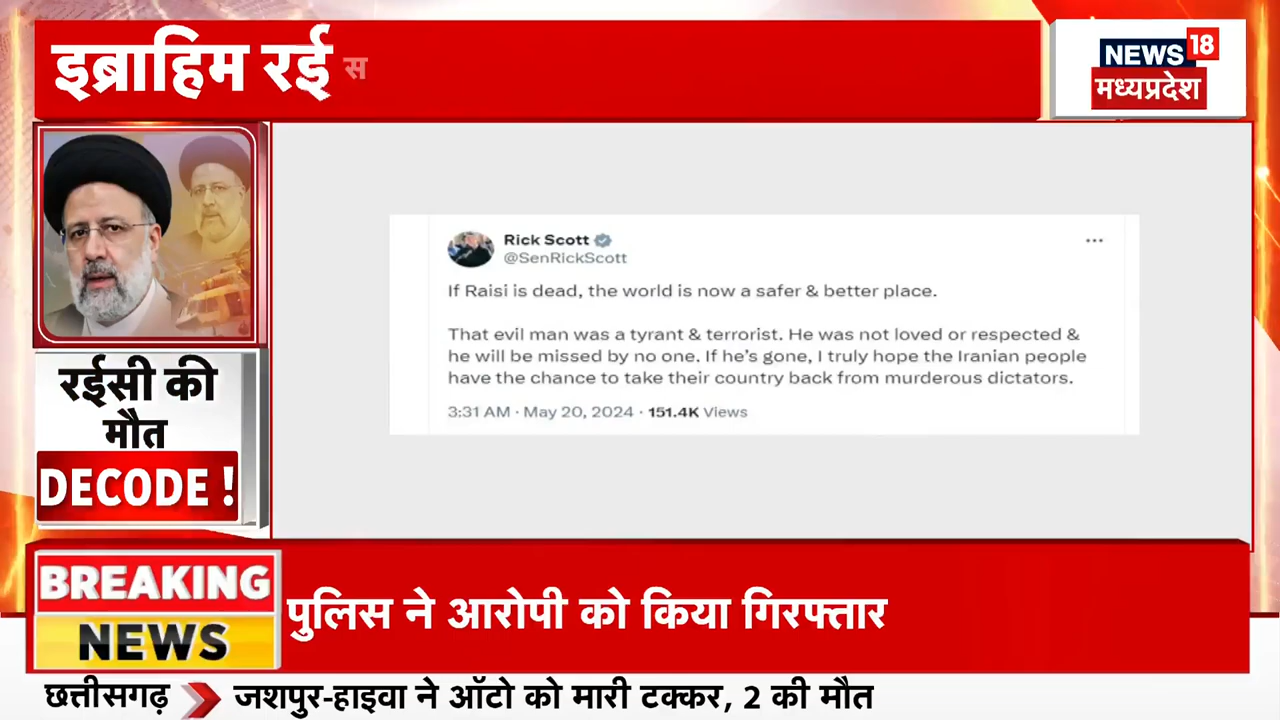 इब्राहिम रई स
NEWS 18
मध्यप्रदेश
रईसी की
मौत
DECODE !
Rick Scott
@SenRickScott
If Raisi is dead, the world is now a safer & better place.
That evil man was a tyrant & terrorist. He was not loved or respected &
he will be missed by no one. If he's gone, I truly hope the Iranian people
have the chance to take their country back from murderous dictators.
3:31 AM · May 20, 2024 · 151.4K Views
BREAKING
NEWS
पुलिस ने आरोपी को किया गिरफ्तार
छत्तीसगढ़ जशपुर-हाइवा ने ऑटो को मारी टक्कर, 2 की मौत